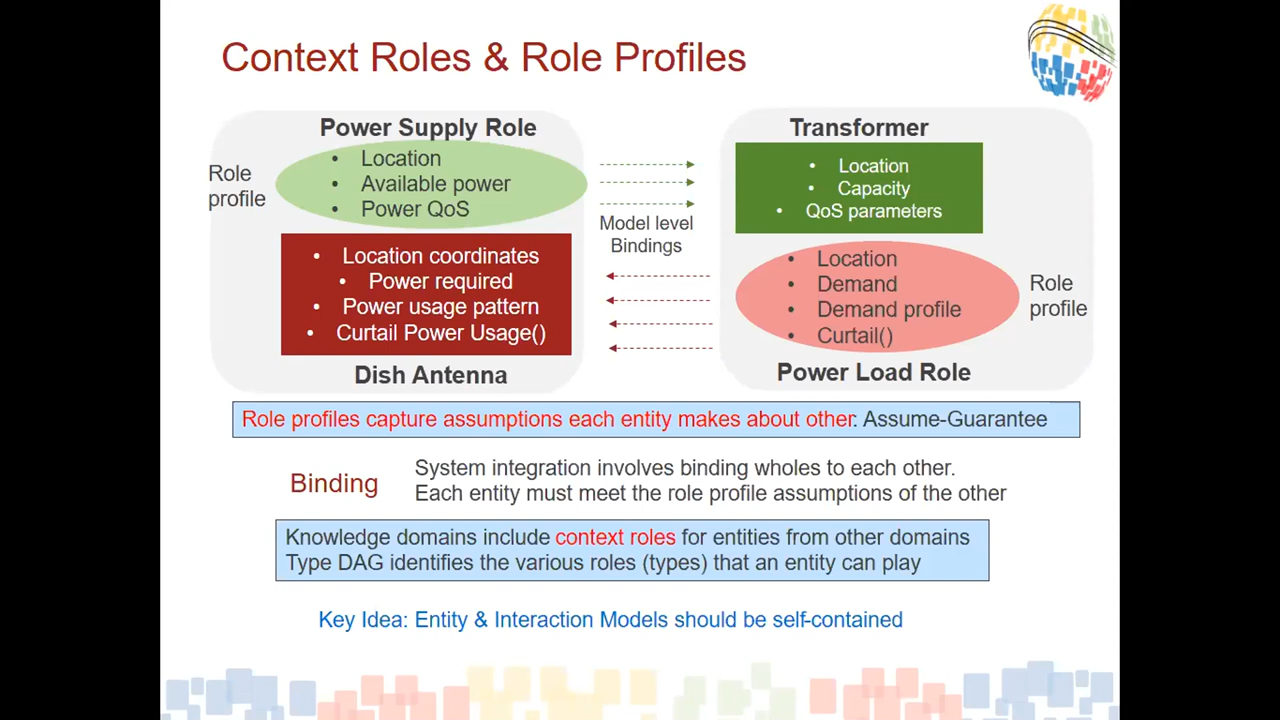 Context Roles & Role Profiles
Power Supply Role
Role
profile
• Location
• Available power
• Power QoS
• Location coordinates
• Power required
• Power usage pattern
• Curtail Power Usage()
Dish Antenna
Model level
Bindings
Transformer
• Location
• Capacity
• QoS parameters
• Location
• Demand
• Demand profile
• Curtail()
Role
profile
Power Load Role
Role profiles capture assumptions each entity makes about other: Assume-Guarantee
Binding
System integration involves binding wholes to each other.
Each entity must meet the role profile assumptions of the other
Knowledge domains include context roles for entities from other domains
Type DAG identifies the various roles (types) that an entity can play
Key Idea: Entity & Interaction Models should be self-contained